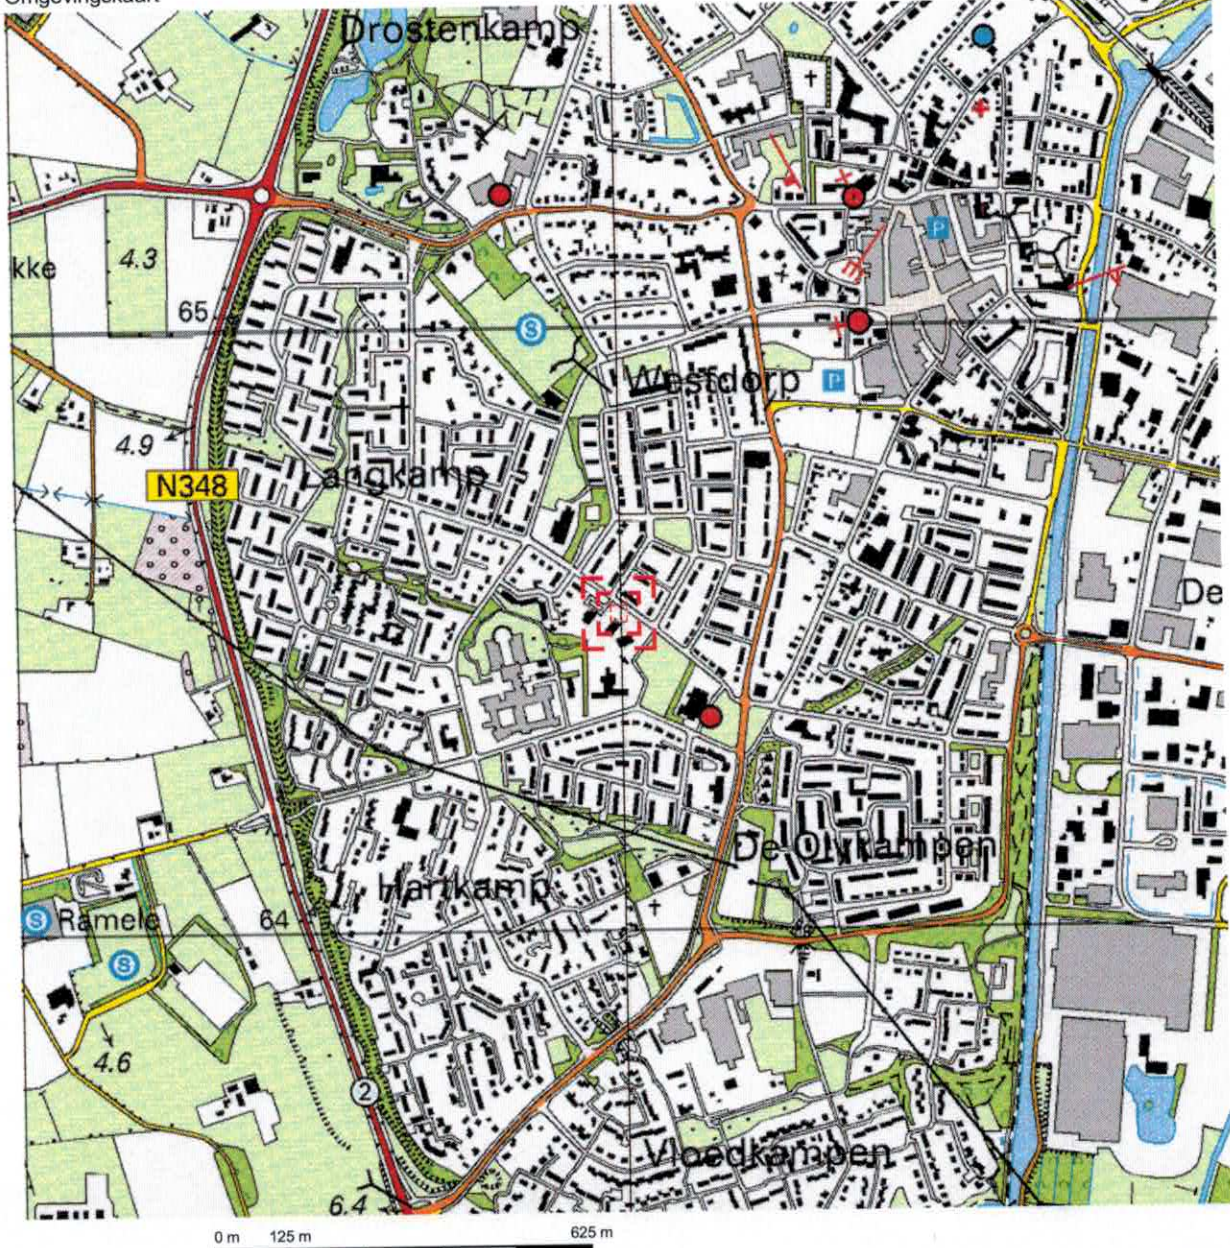 Omgevingskaart
Drostenkamp
kke
4.3
65
S
P
Westdorp
P
4.9
Langkamp
N348
De
De Olykampen
Hartkamp
64
S
Ramele
S
4.6
2
Vloedkampen
6.4
0 m 125 m 625 m